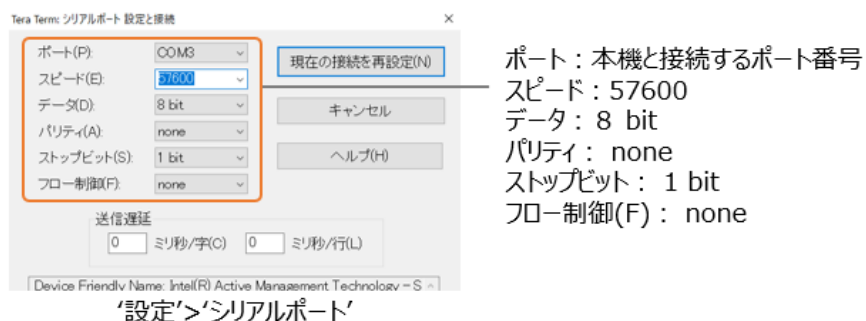 Tera Term: シリアルポート 設定と接続
ポート(P): COM3
スピード(E): 57600
データ(D): 8 bit
パリティ(A): none
ストップビット(S): 1 bit
フロー制御(F): none
現在の接続を再設定(N)
キャンセル
ヘルプ(H)
送信遅延
0 ミリ秒/字(C) 0 ミリ秒/行(L)
Device Friendly Name: Intel(R) Active Management Technology - S
'設定'>'シリアルポート'
ポート：本機と接続するポート番号
スピード：57600
データ： 8 bit
パリティ： none
ストップビット： 1 bit
フロー制御(F)： none